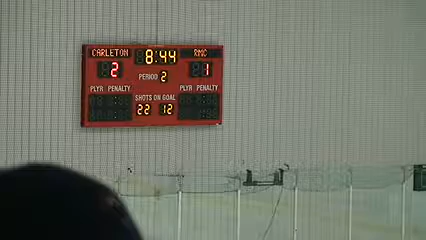 CARLETON 8:44 RMC
2 PERIOD 2 1
PLYR PENALTY PLYR PENALTY
SHOTS ON GOAL
22 12